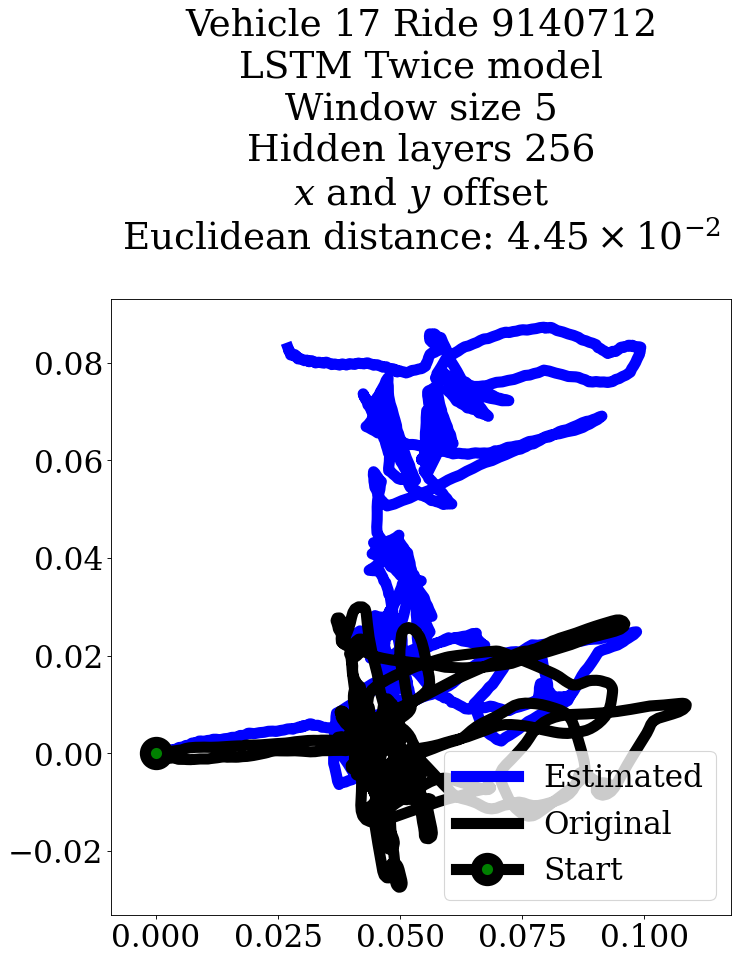 Vehicle 17 Ride 9140712
LSTM Twice model
Window size 5
Hidden layers 256
x and y offset
Euclidean distance: 4.45 × 10⁻²
0.08
0.06
0.04
0.02
0.00
−0.02
Estimated
Original
Start
0.000 0.025 0.050 0.075 0.100